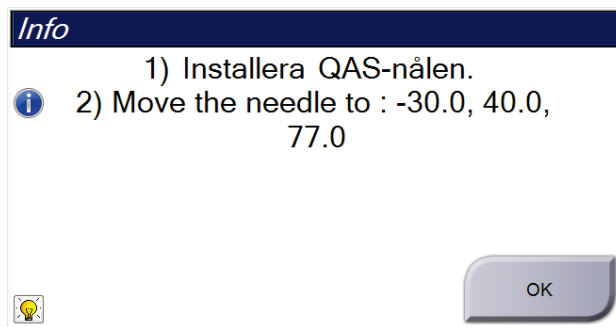 Info
1) Installera QAS-nålen.
2) Move the needle to : -30.0, 40.0,
77.0
OK